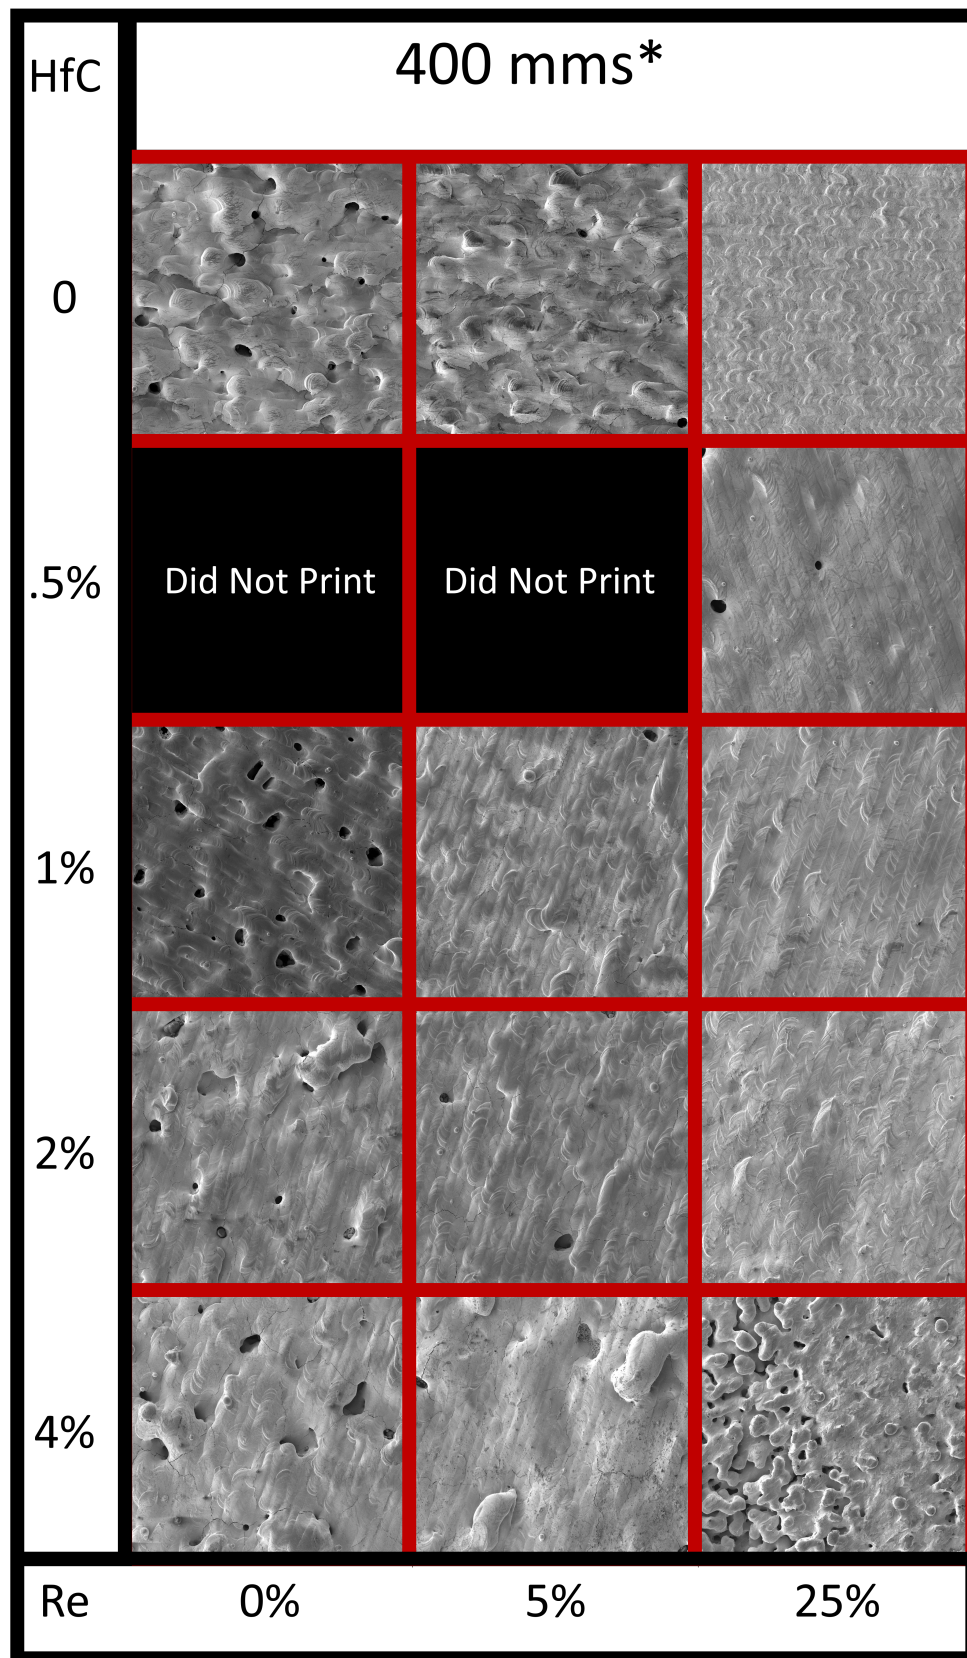 HfC
400 mms*
0
.5%
Did Not Print
Did Not Print
1%
2%
4%
Re
0%
5%
25%